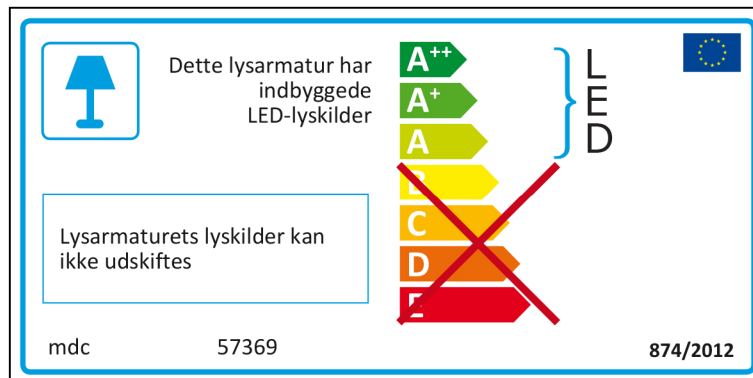 Dette lysarmatur har
indbyggede
LED-lyskilder
A++
A+
A
B
C
D
E
L
E
D
Lysarmaturets lyskilder kan
ikke udskiftes
mdc 57369
874/2012